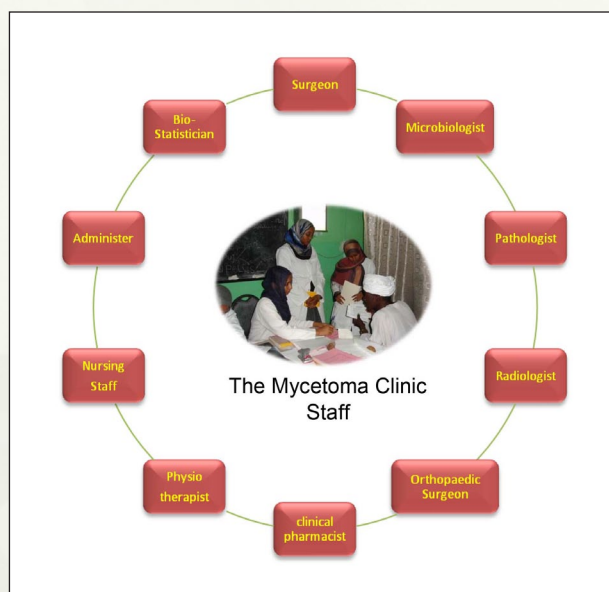 Surgeon
Microbiologist
Pathologist
Radiologist
Orthopaedic
Surgeon
clinical
pharmacist
Physio
therapist
Nursing
Staff
Administer
Bio-
Statistician
The Mycetoma Clinic
Staff